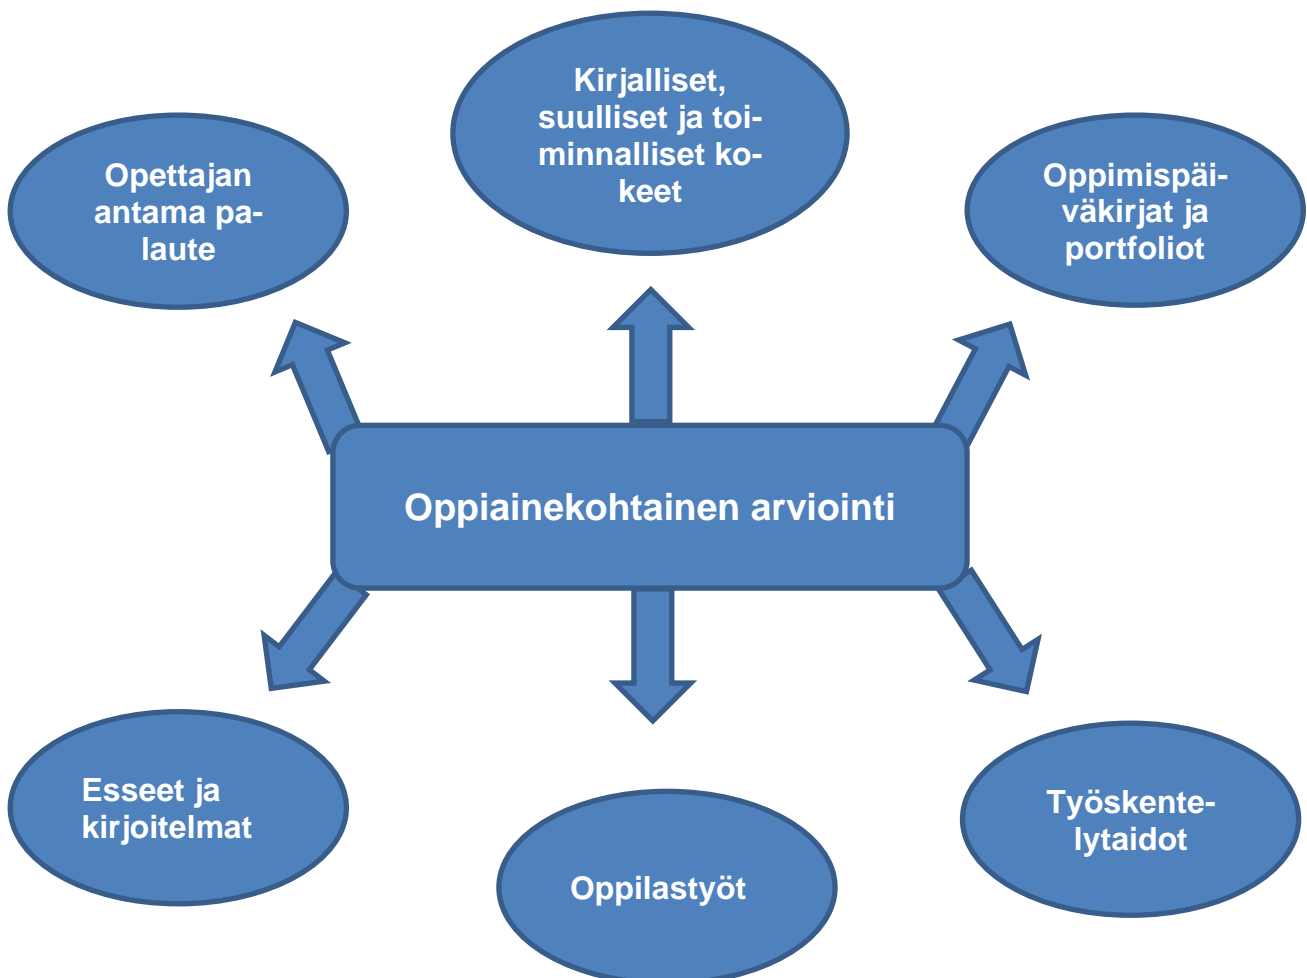 Kirjalliset,
suulliset ja toi-
minnalliset ko-
keet
Opettajan
antama pa-
laute
Oppimispäi-
väkirjat ja
portfoliot
Oppiainekohtainen arviointi
Esseet ja
kirjoitelmat
Oppilastyöt
Työskente-
lytaidot